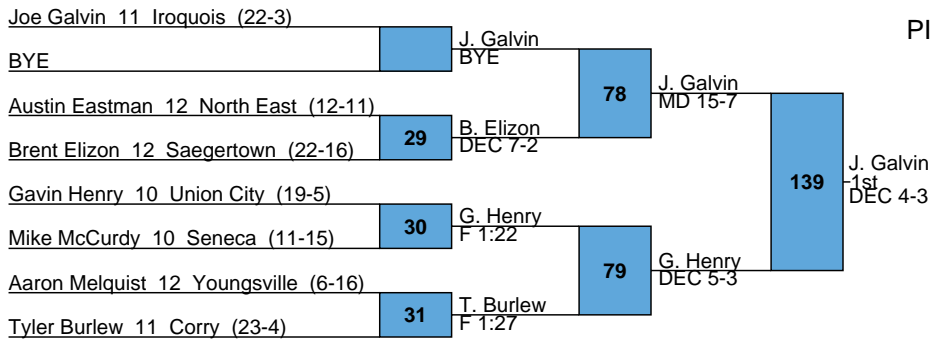 Joe Galvin 11 Iroquois (22-3)
BYE
Austin Eastman 12 North East (12-11)
Brent Elizon 12 Saegertown (22-16)
Gavin Henry 10 Union City (19-5)
Mike McCurdy 10 Seneca (11-15)
Aaron Melquist 12 Youngsville (6-16)
Tyler Burlew 11 Corry (23-4)
29
30
31
J. Galvin
BYE
B. Elizon
DEC 7-2
G. Henry
F 1:22
T. Burlew
F 1:27
78
79
J. Galvin
MD 15-7
G. Henry
DEC 5-3
139
J. Galvin
1st
DEC 4-3
PI